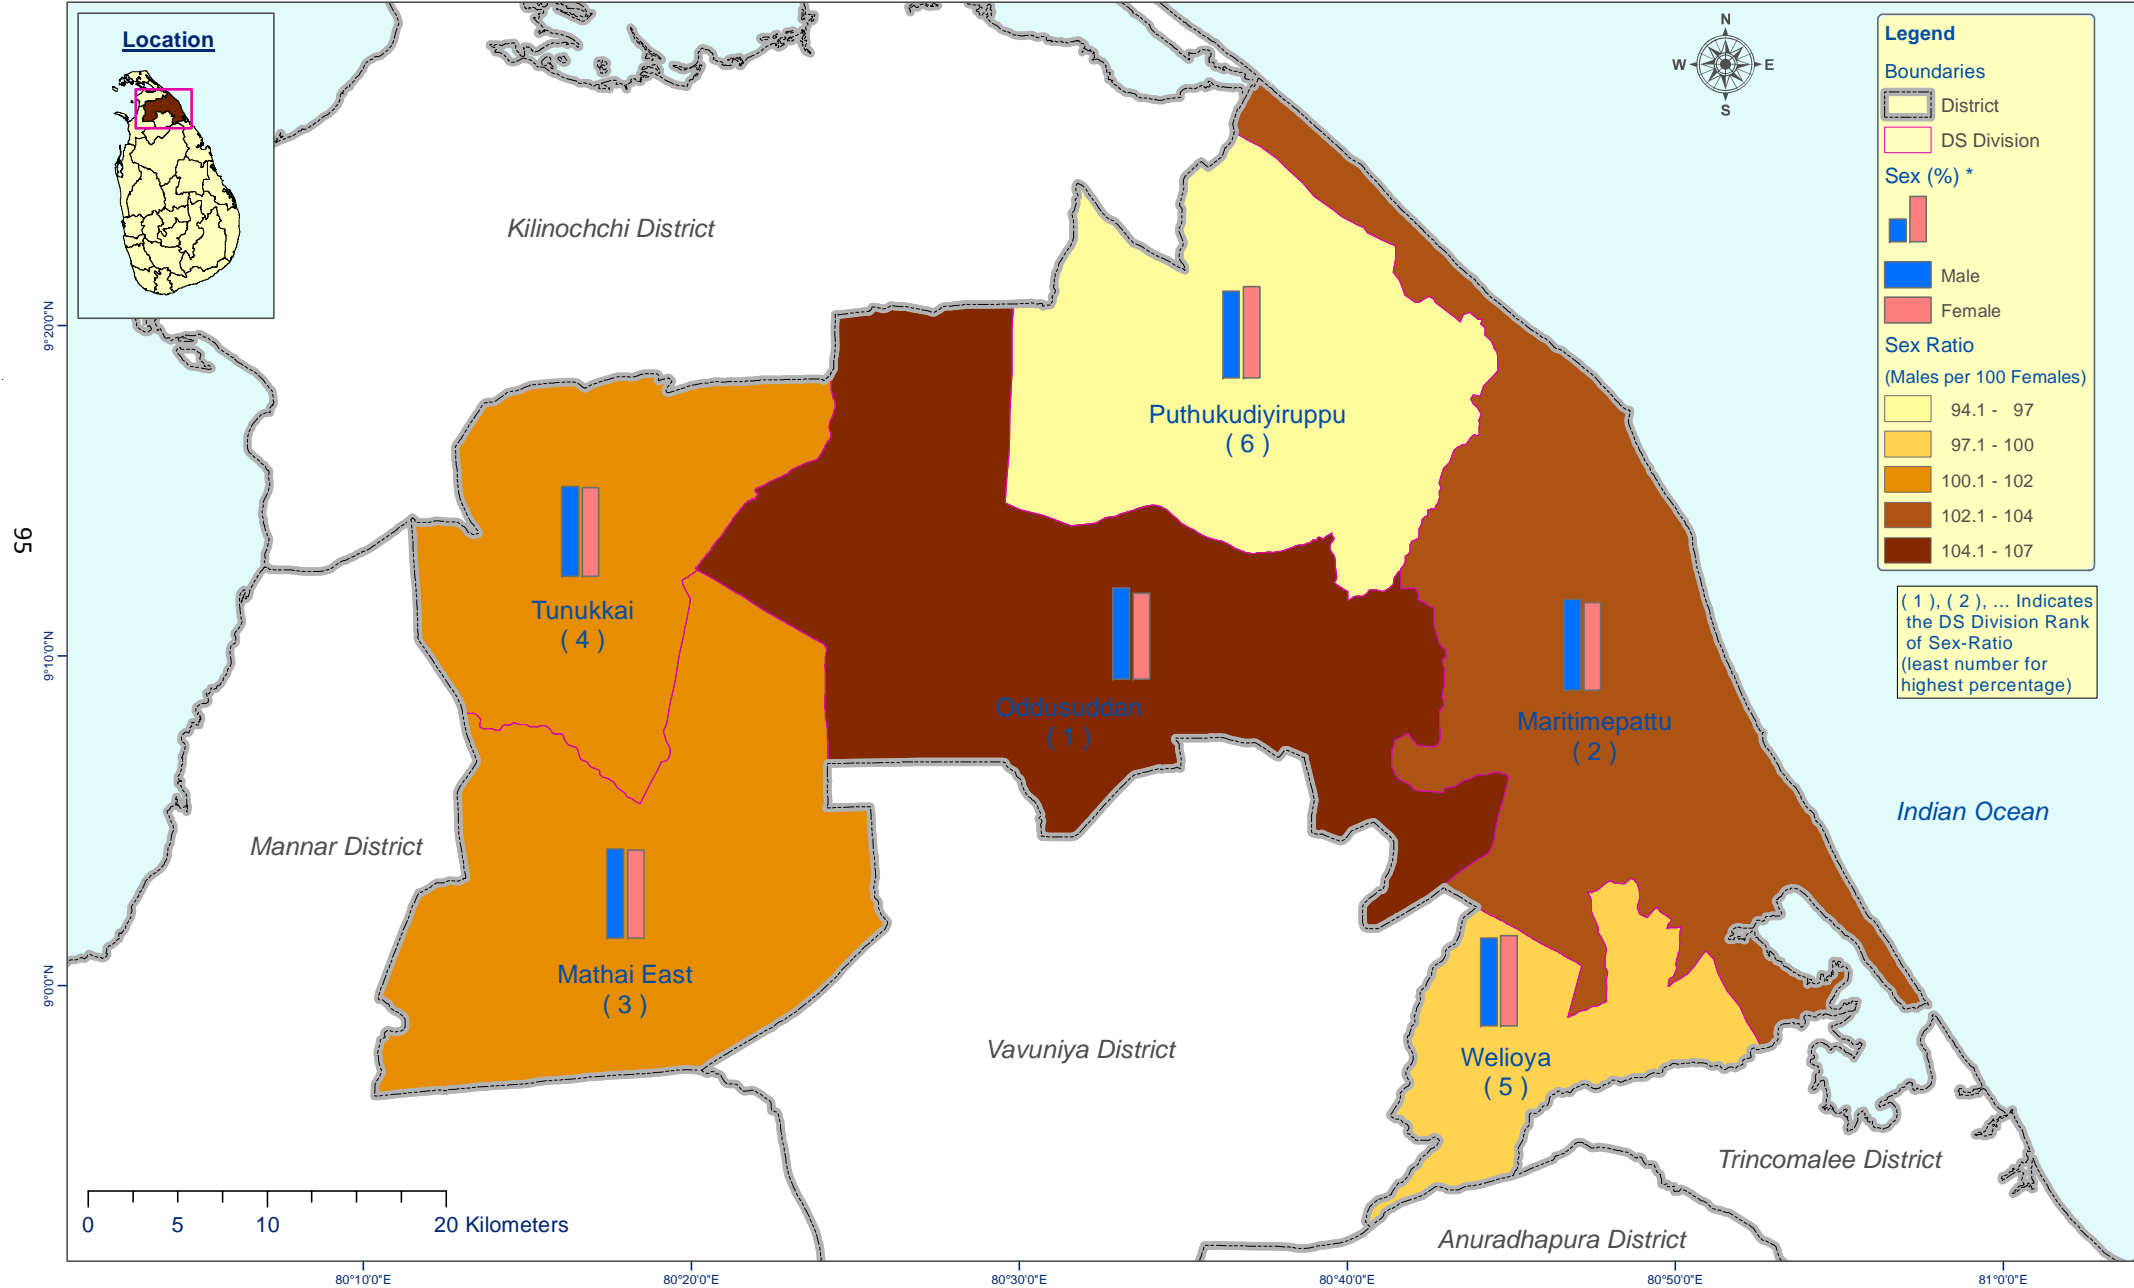 Location
N
W
E
S
Legend
Boundaries
District
DS Division
Sex (%) *
Male
Female
Sex Ratio
(Males per 100 Females)
94.1 - 97
97.1 - 100
100.1 - 102
102.1 - 104
104.1 - 107
( 1 ), ( 2 ), ... Indicates
the DS Division Rank
of Sex-Ratio
(least number for
highest percentage)
Kilinochchi District
Puthukudiyiruppu
( 6 )
Tunukkai
( 4 )
Oddusuddan
( 1 )
Maritimepattu
( 2 )
Mannar District
Indian Ocean
Mathai East
( 3 )
Vavuniya District
Welioya
( 5 )
Trincomalee District
Anuradhapura District
0 5 10 20 Kilometers
9°20'0"N
9°10'0"N
9°0'0"N
95
80°10'0"E 80°20'0"E 80°30'0"E 80°40'0"E 80°50'0"E 81°0'0"E